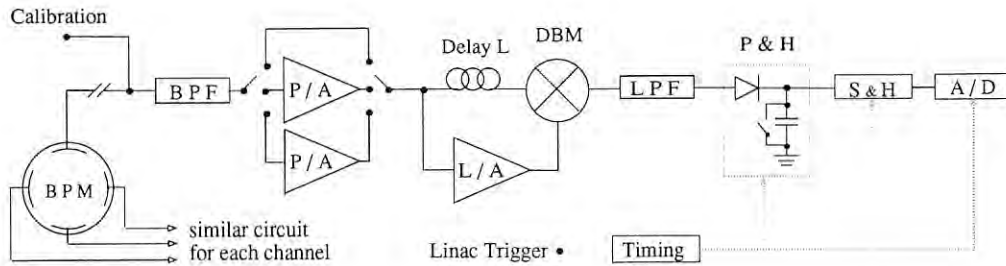 Calibration
DBM
Delay L
P & H
BPF
P/A
LPF
S & H
A/D
P/A
L/A
BPM
similar circuit
for each channel
Linac Trigger
Timing